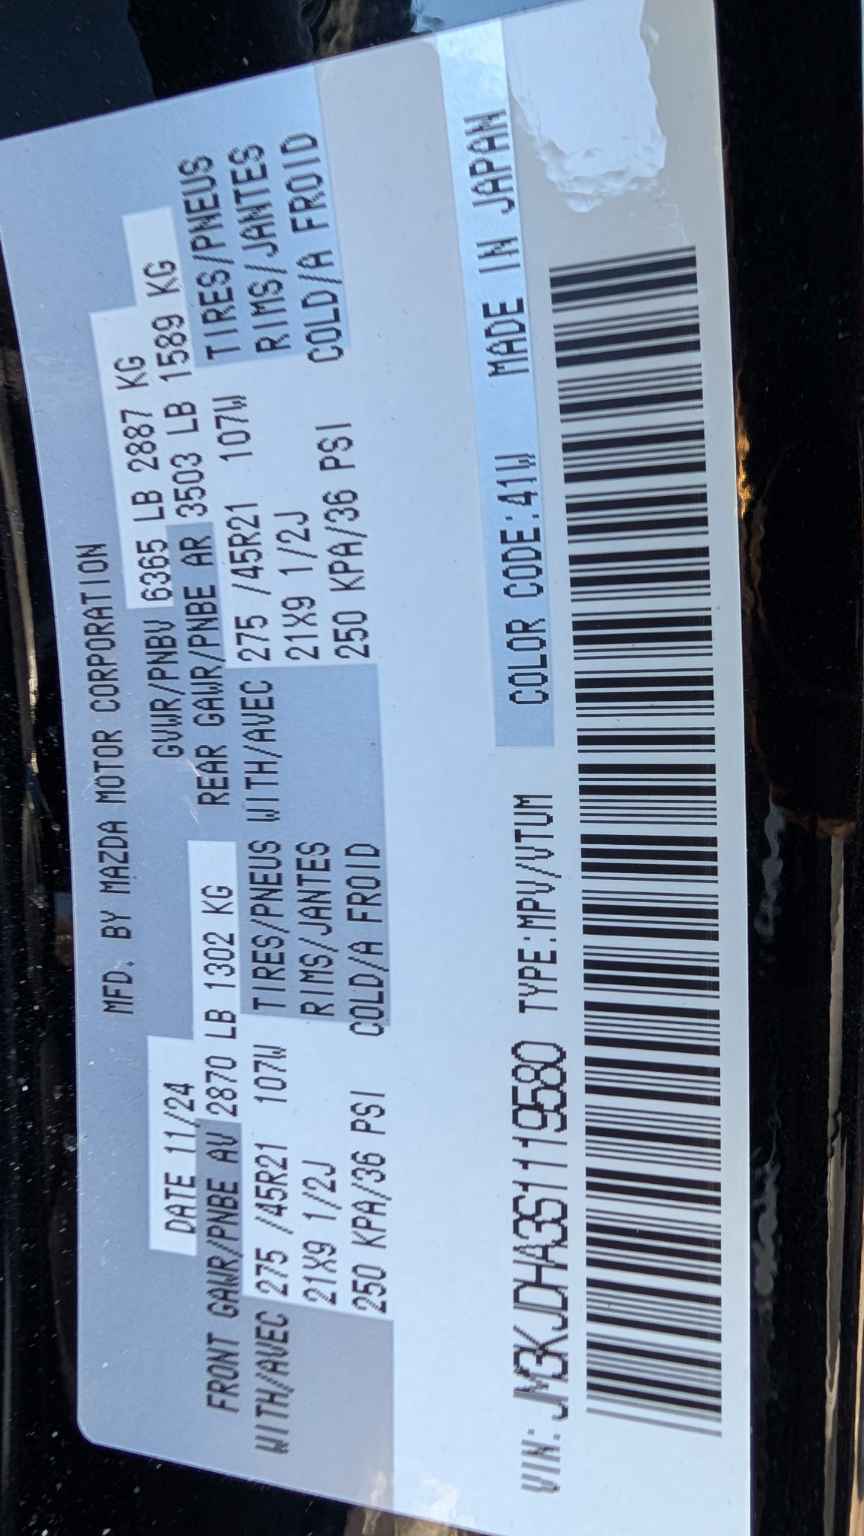 MFD. BY MAZDA MOTOR CORPORATION
DATE 11/24 GVWR/PNBV 6365 LB 2887 KG
FRONT GAWR/PNBE AV 2870 LB 1302 KG REAR GAWR/PNBE AR 3503 LB 1589 KG
WITH/AVEC 275 /45R21 107W TIRES/PNEUS WITH/AVEC 275 /45R21 107W TIRES/PNEUS
21X9 1/2J RIMS/JANTES 21X9 1/2J RIMS/JANTES
250 KPA/36 PSI COLD/A FROID 250 KPA/36 PSI COLD/A FROID
VIN: JM3KJDHA3S1119580 TYPE:MPV/VTUM COLOR CODE:41W MADE IN JAPAN